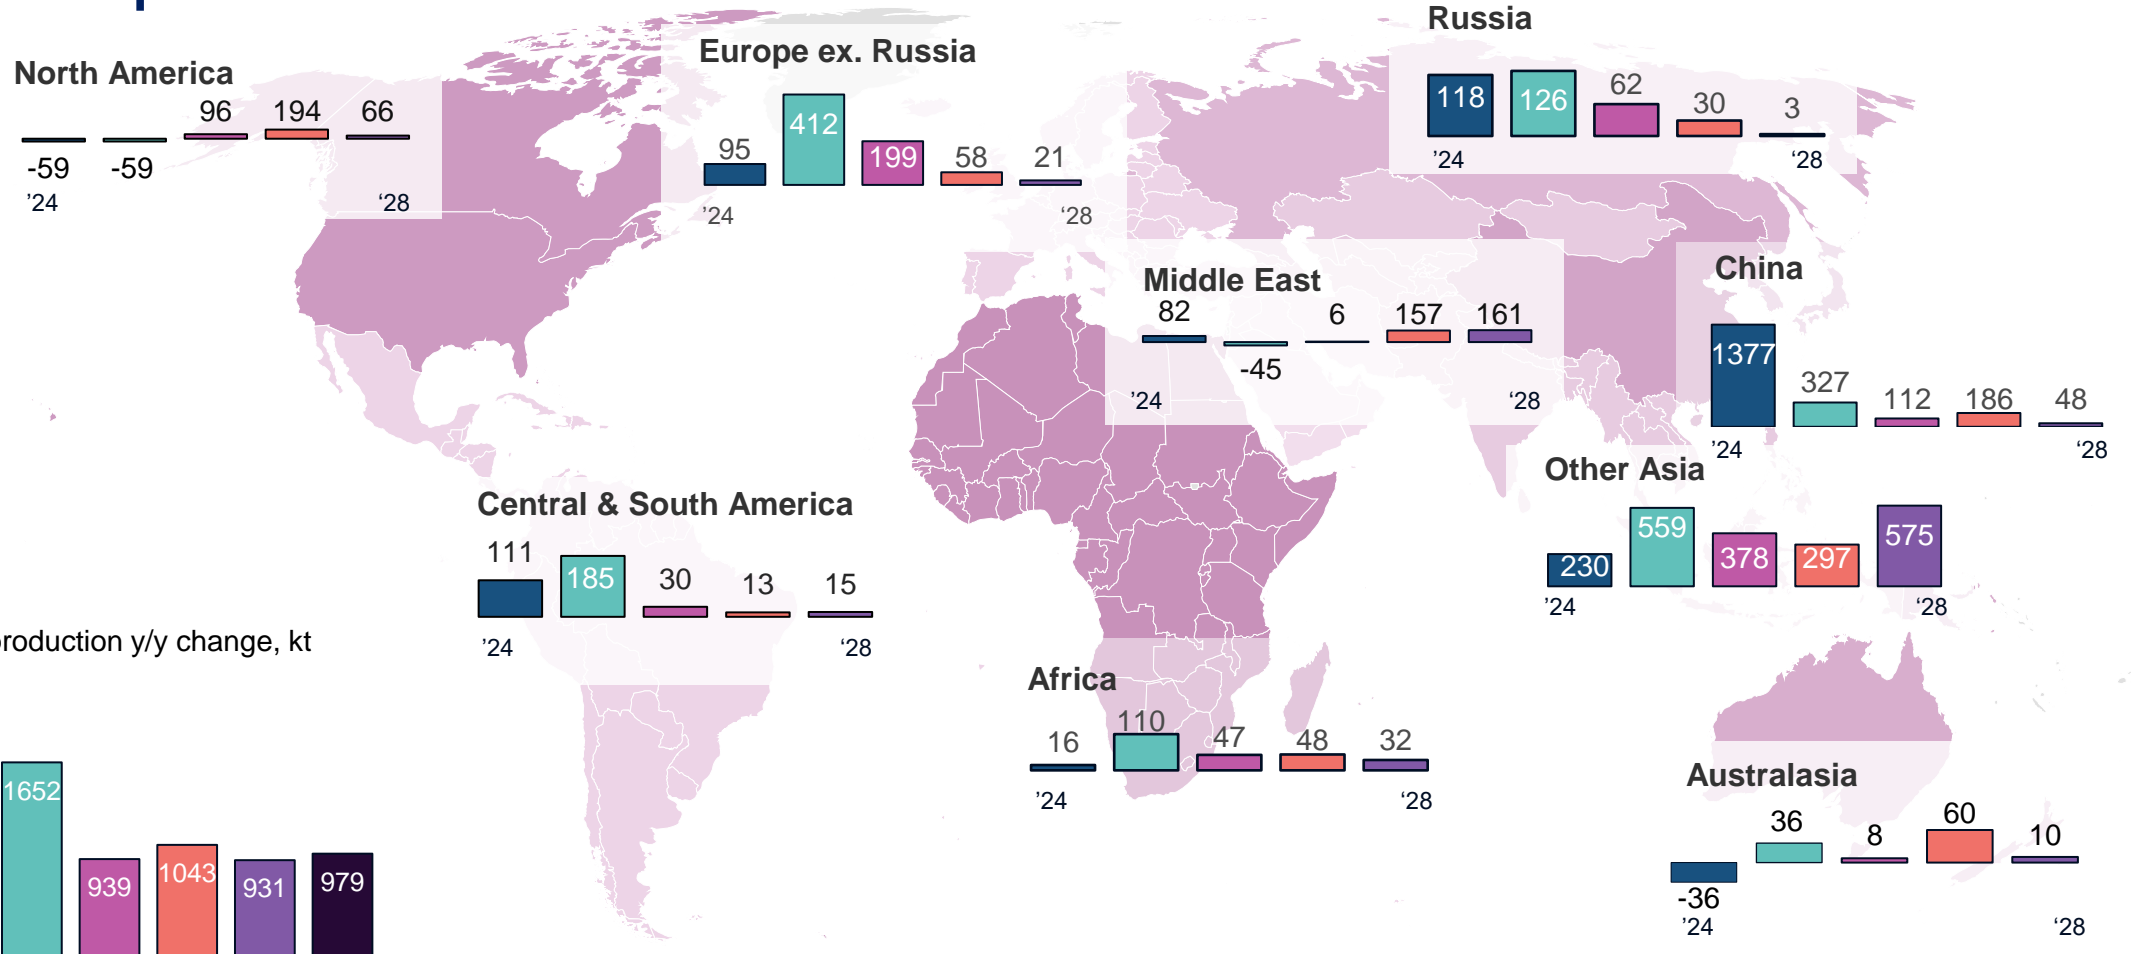 North America
96 194 66
-59 -59
’24 ‘28
Europe ex. Russia
95 412 199 58 21
’24 ‘28
Russia
118 126 62 30 3
’24 ‘28
Middle East
82 -45 6 157 161
’24 ‘28
China
1377 327 112 186 48
’24 ‘28
Other Asia
230 559 378 297 575
’24 ‘28
Central & South America
111 185 30 13 15
’24 ‘28
Africa
16 110 47 48 32
’24 ‘28
Australasia
-36 36 8 60 10
’24 ‘28
roduction y/y change, kt
1652 939 1043 931 979